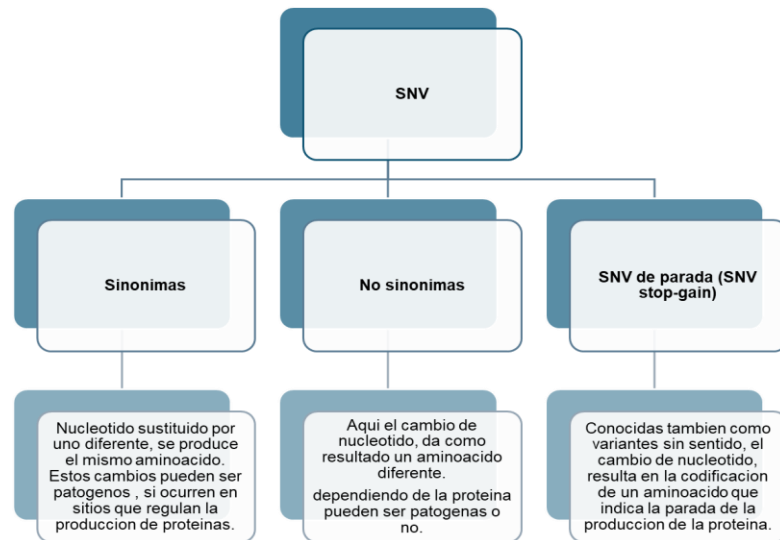 SNV
Sinonimas
No sinonimas
SNV de parada (SNV
stop-gain)
Nucleotido sustituido por
uno diferente, se produce
el mismo aminoacido.
Estos cambios pueden ser
patogenos , si ocurren en
sitios que regulan la
produccion de proteinas.
Aqui el cambio de
nucleotido, da como
resultado un aminoacido
diferente.
dependiendo de la proteina
pueden ser patogenas o
no.
Conocidas tambien como
variantes sin sentido, el
cambio de nucleotido,
resulta en la codificacion
de un aminoacido que
indica la parada de la
produccion de la proteina.